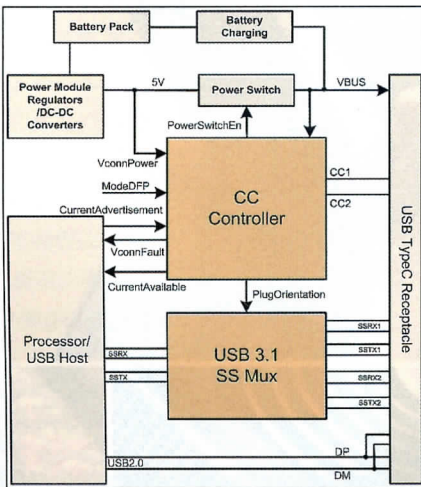 Battery Pack
Battery
Charging
Power Module
Regulators
/DC-DC
Converters
5V
Power Switch
VBUS
PowerSwitchEn
VconnPower
ModeDFP
CC
Controller
CC1
CC2
CurrentAdvertisement
VconnFault
CurrentAvailable
PlugOrientation
USB TypeC Receptacle
Processor/
USB Host
SSRX
SSTX
USB 3.1
SS Mux
SSRX1
SSTX1
SSRX2
SSTX2
USB2.0
DP
DM